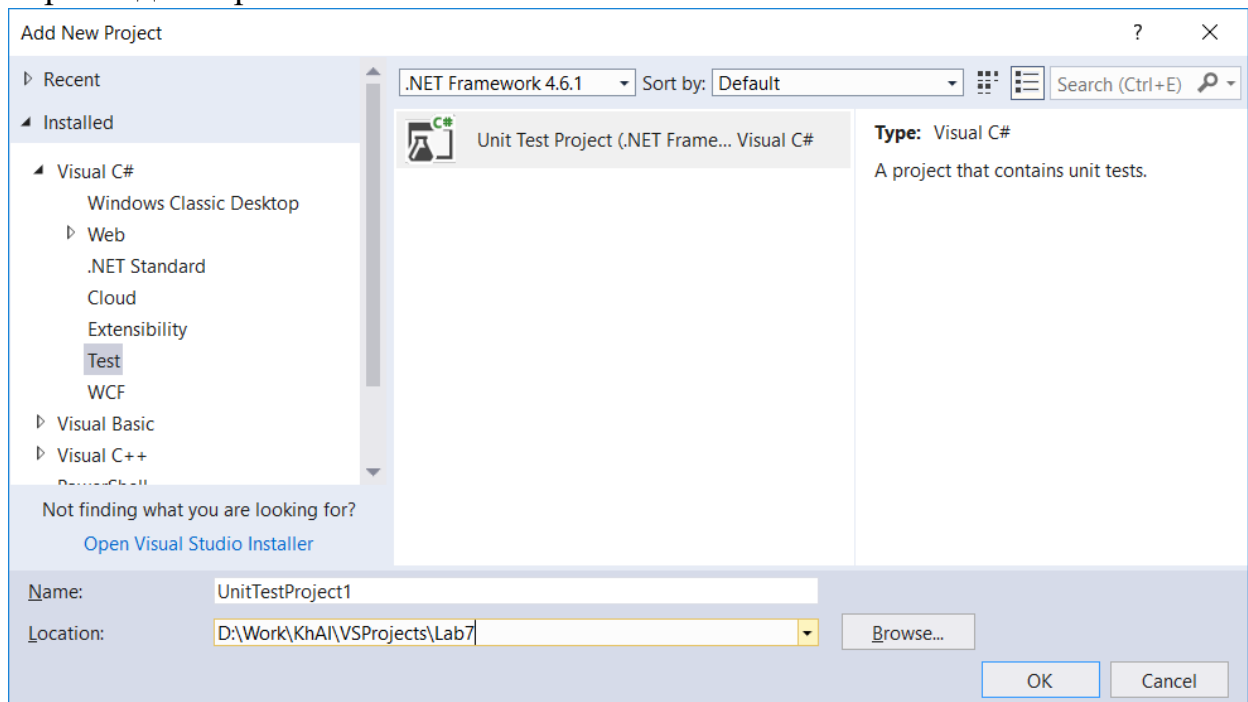 Add New Project
?
Recent
Installed
Visual C#
Windows Classic Desktop
Web
.NET Standard
Cloud
Extensibility
Test
WCF
Visual Basic
Visual C++
PowerShell
Not finding what you are looking for?
Open Visual Studio Installer
.NET Framework 4.6.1 Sort by: Default
Search (Ctrl+E)
C#
Unit Test Project (.NET Frame... Visual C#
Type: Visual C#
A project that contains unit tests.
Name: UnitTestProject1
Location: D:\Work\KhAI\VSProjects\Lab7
Browse...
OK Cancel